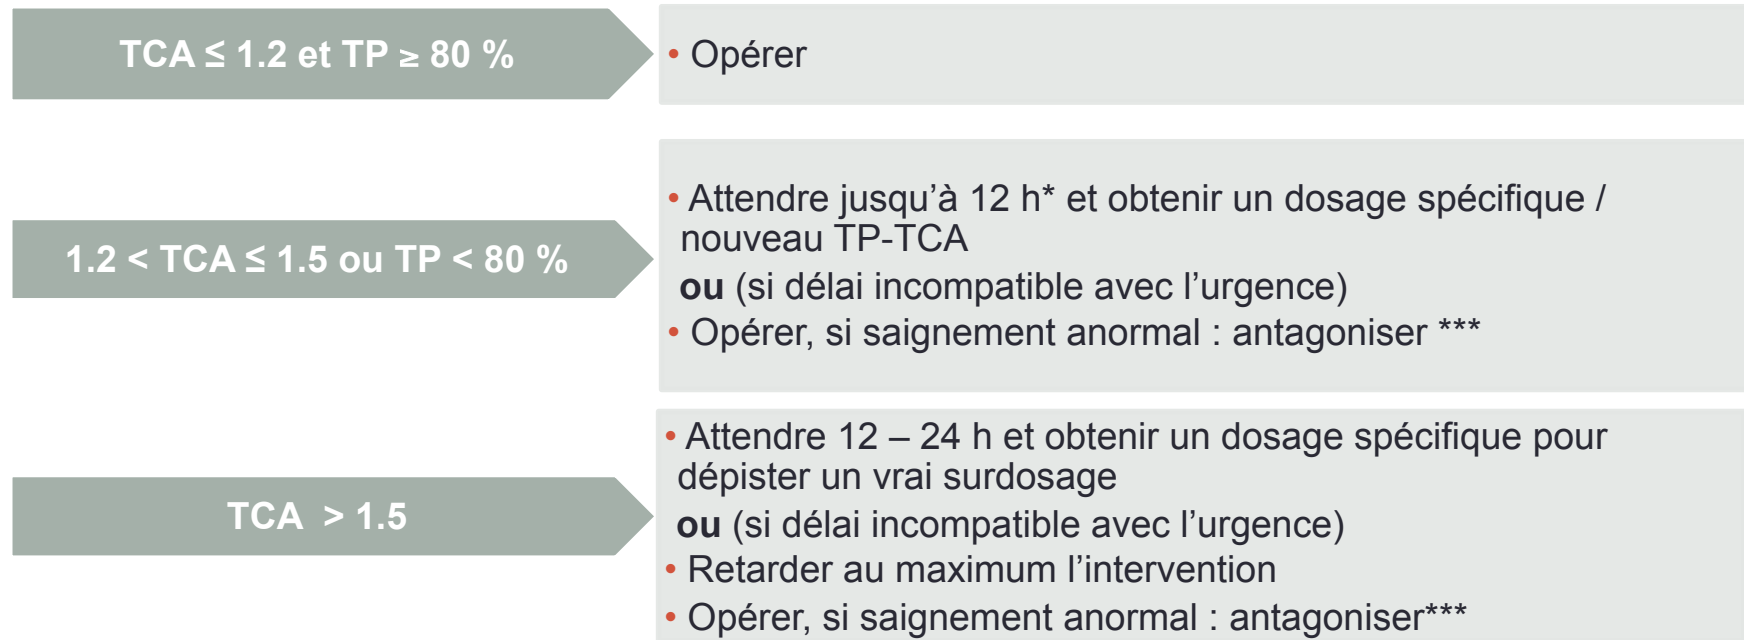 TCA ≤ 1.2 et TP ≥ 80 %
• Opérer
1.2 < TCA ≤ 1.5 ou TP < 80 %
• Attendre jusqu’à 12 h* et obtenir un dosage spécifique /
nouveau TP-TCA
ou (si délai incompatible avec l’urgence)
• Opérer, si saignement anormal : antagoniser ***
TCA > 1.5
• Attendre 12 – 24 h et obtenir un dosage spécifique pour
dépister un vrai surdosage
ou (si délai incompatible avec l’urgence)
• Retarder au maximum l’intervention
• Opérer, si saignement anormal : antagoniser***